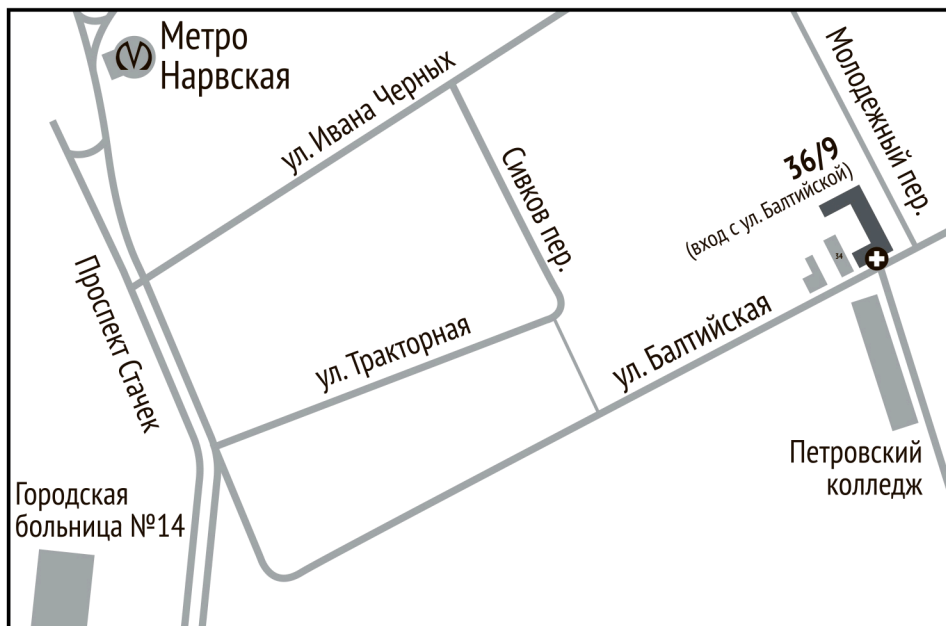 Метро
Нарвская
ул. Ивана Черных
Молодежный пер.
Сивков пер.
36/9
(вход с ул. Балтийской)
34
Проспект Стачек
ул. Тракторная
ул. Балтийская
Петровский
колледж
Городская
больница №14